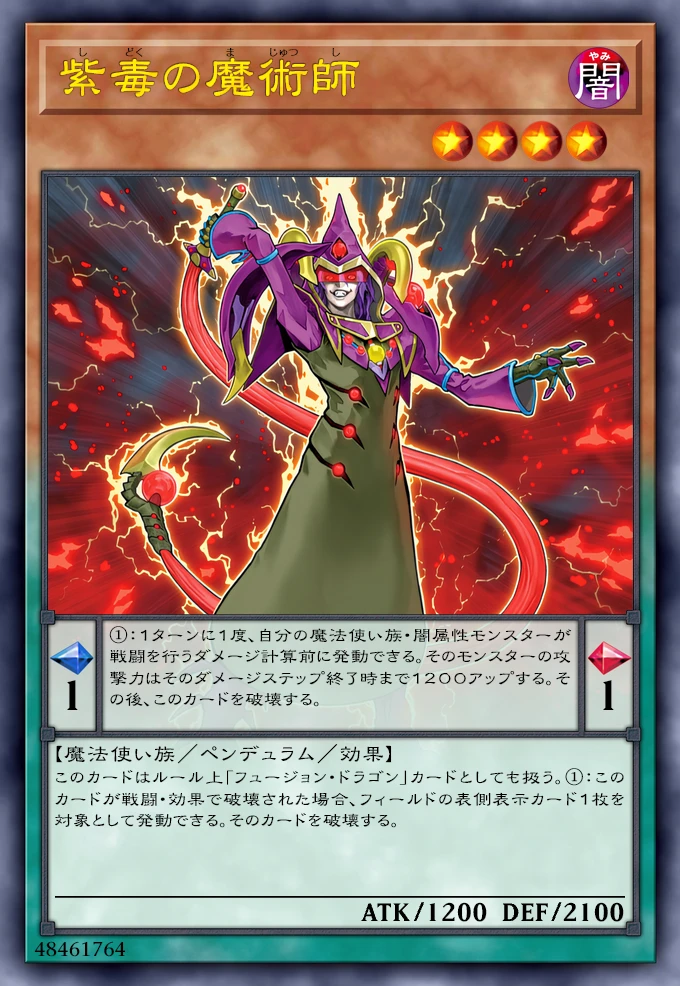 しどく ま じゅつ し
紫毒の魔術師
やみ
闇
①:1ターンに1度、自分の魔法使い族・闇属性モンスターが
戦闘を行うダメージ計算前に発動できる。そのモンスターの攻
撃力はそのダメージステップ終了時まで1200アップする。そ
の後、このカードを破壊する。
1
1
【魔法使い族/ペンデュラム/効果】
このカードはルール上「フュージョン・ドラゴン」カードとしても扱う。①:この
カードが戦闘・効果で破壊された場合、フィールドの表側表示カード1枚を
対象として発動できる。そのカードを破壊する。
ATK/1200 DEF/2100
48461764